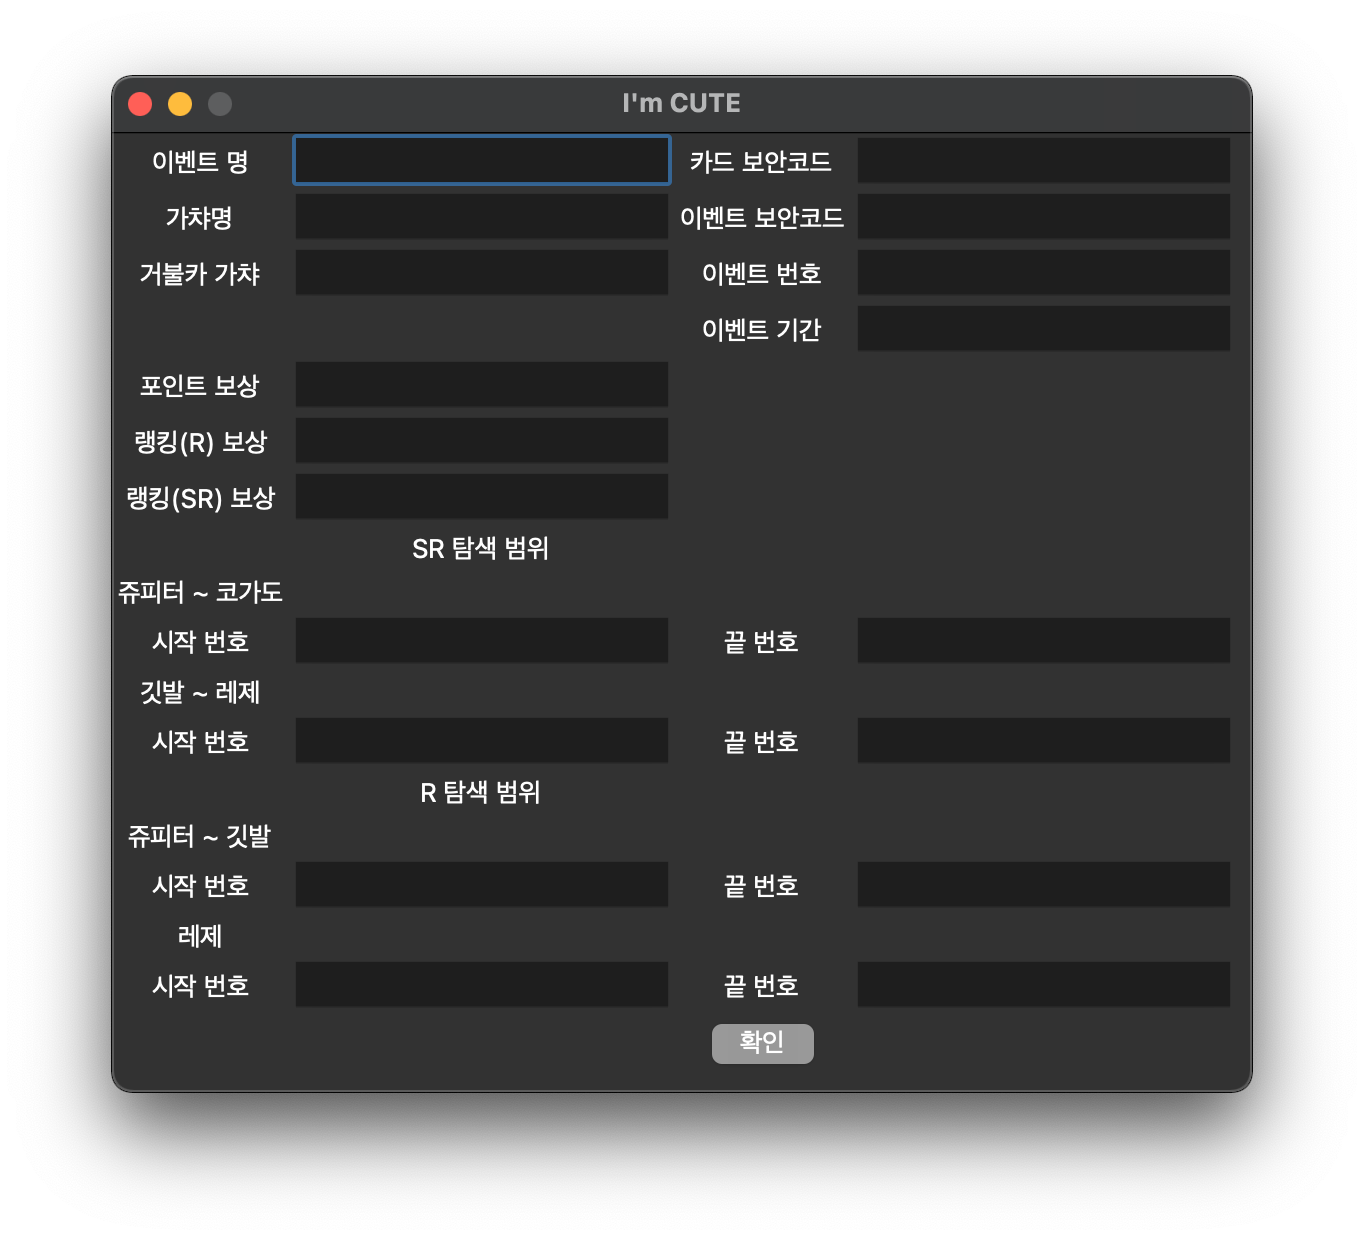 I'm CUTE
이벤트 명
카드 보안코드
가챠명
이벤트 보안코드
거불카 가챠
이벤트 번호
이벤트 기간
포인트 보상
랭킹(R) 보상
랭킹(SR) 보상
SR 탐색 범위
쥬피터 ~ 코가도
시작 번호
끝 번호
깃발 ~ 레제
시작 번호
끝 번호
R 탐색 범위
쥬피터 ~ 깃발
시작 번호
끝 번호
레제
시작 번호
끝 번호
확인